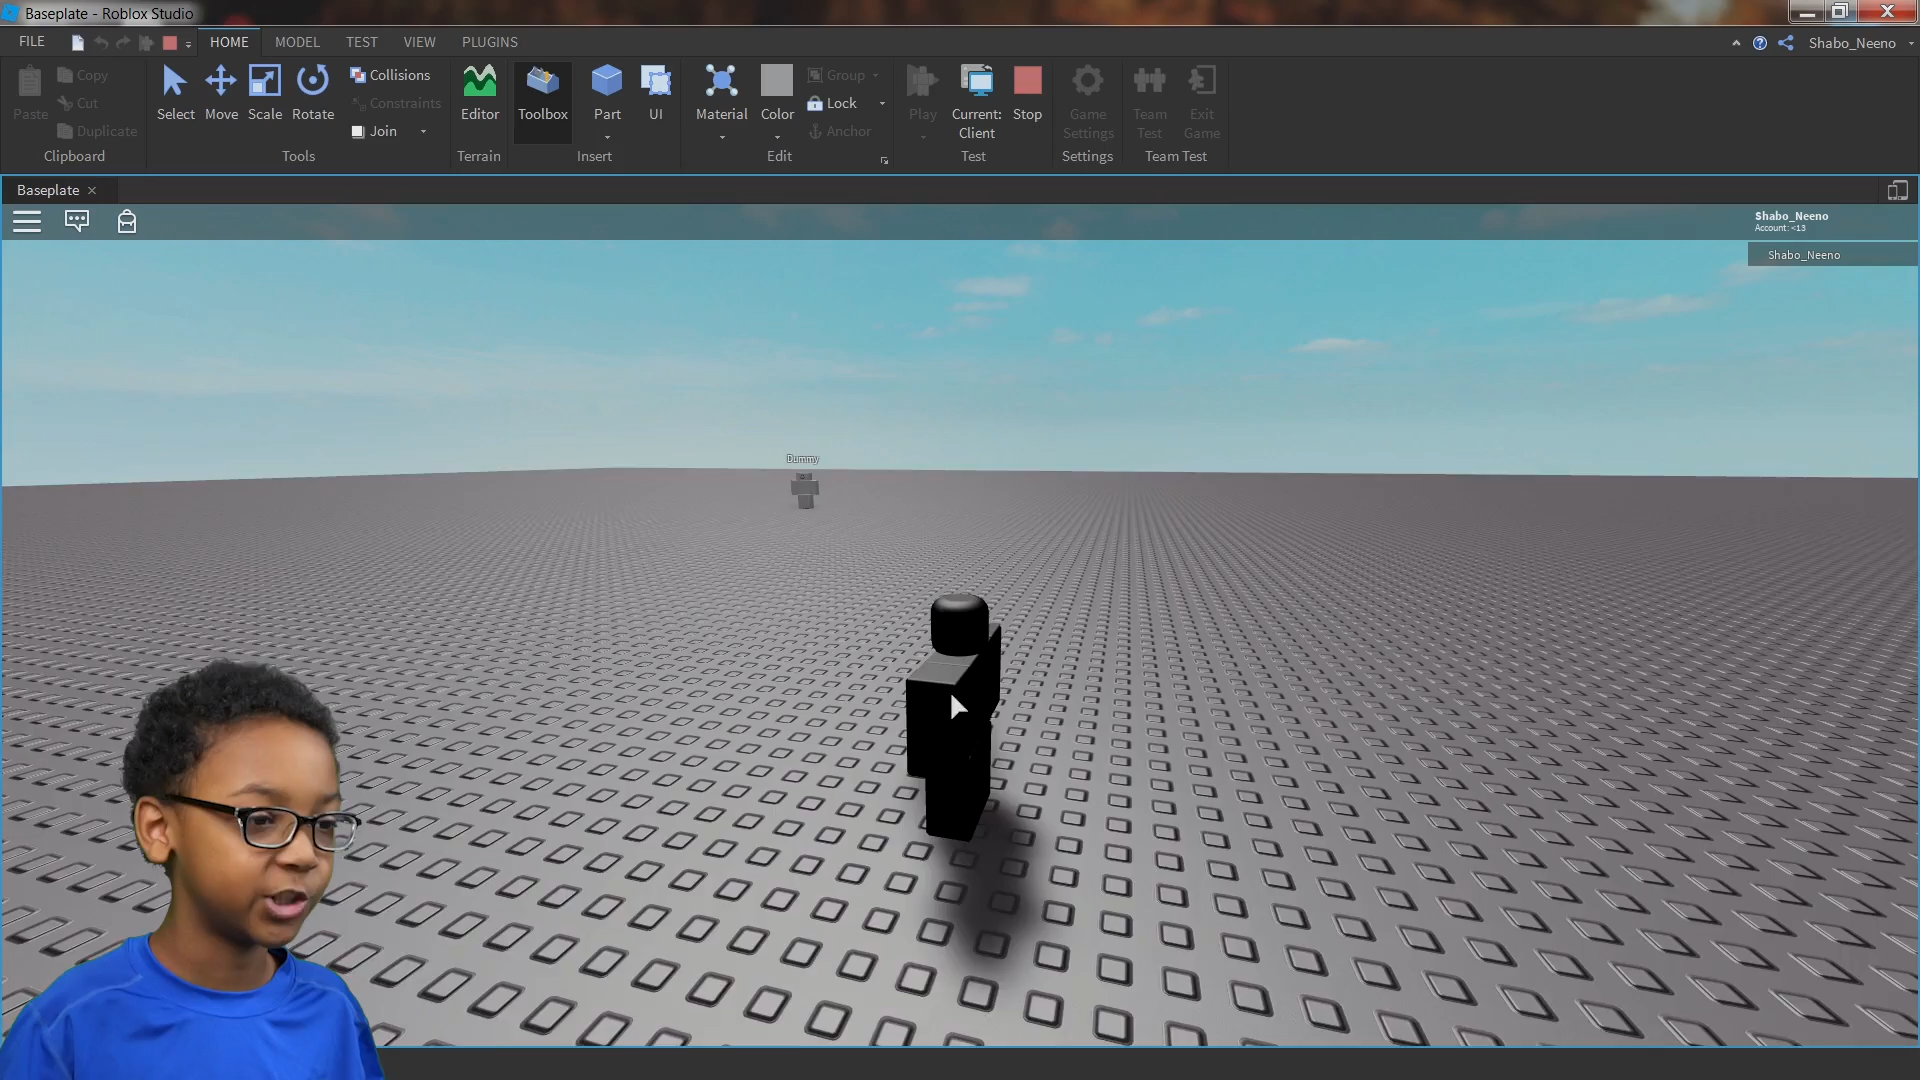 Baseplate - Roblox Studio
FILE
HOME
MODEL
TEST
VIEW
PLUGINS
Shabo_Neeno
Paste
Copy
Cut
Duplicate
Clipboard
Select
Move
Scale
Rotate
Collisions
Constraints
Join
Tools
Editor
Terrain
Toolbox
Part
UI
Insert
Material
Color
Group
Lock
Anchor
Edit
Play
Current:
Client
Stop
Test
Game
Settings
Settings
Team
Test
Exit
Game
Team Test
Baseplate
Shabo_Neeno
Account: <13
Shabo_Neeno
Dummy